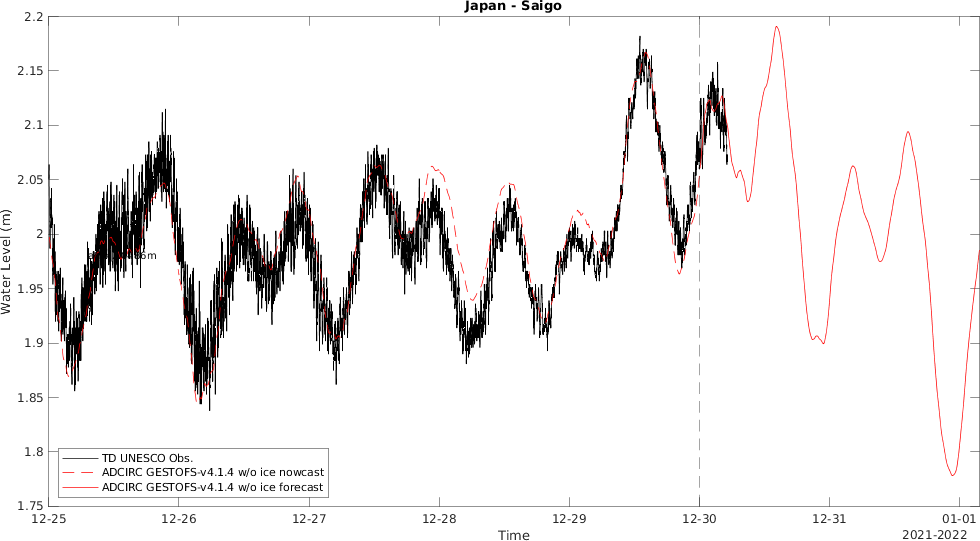 Japan - Saigo
Water Level (m)
2.2
2.15
2.1
2.05
2
1.95
1.9
1.85
1.8
1.75
6m
TD UNESCO Obs.
ADCIRC GESTOFS-v4.1.4 w/o ice nowcast
ADCIRC GESTOFS-v4.1.4 w/o ice forecast
12-25 12-26 12-27 12-28 12-29 12-30 12-31 01-01
Time
2021-2022